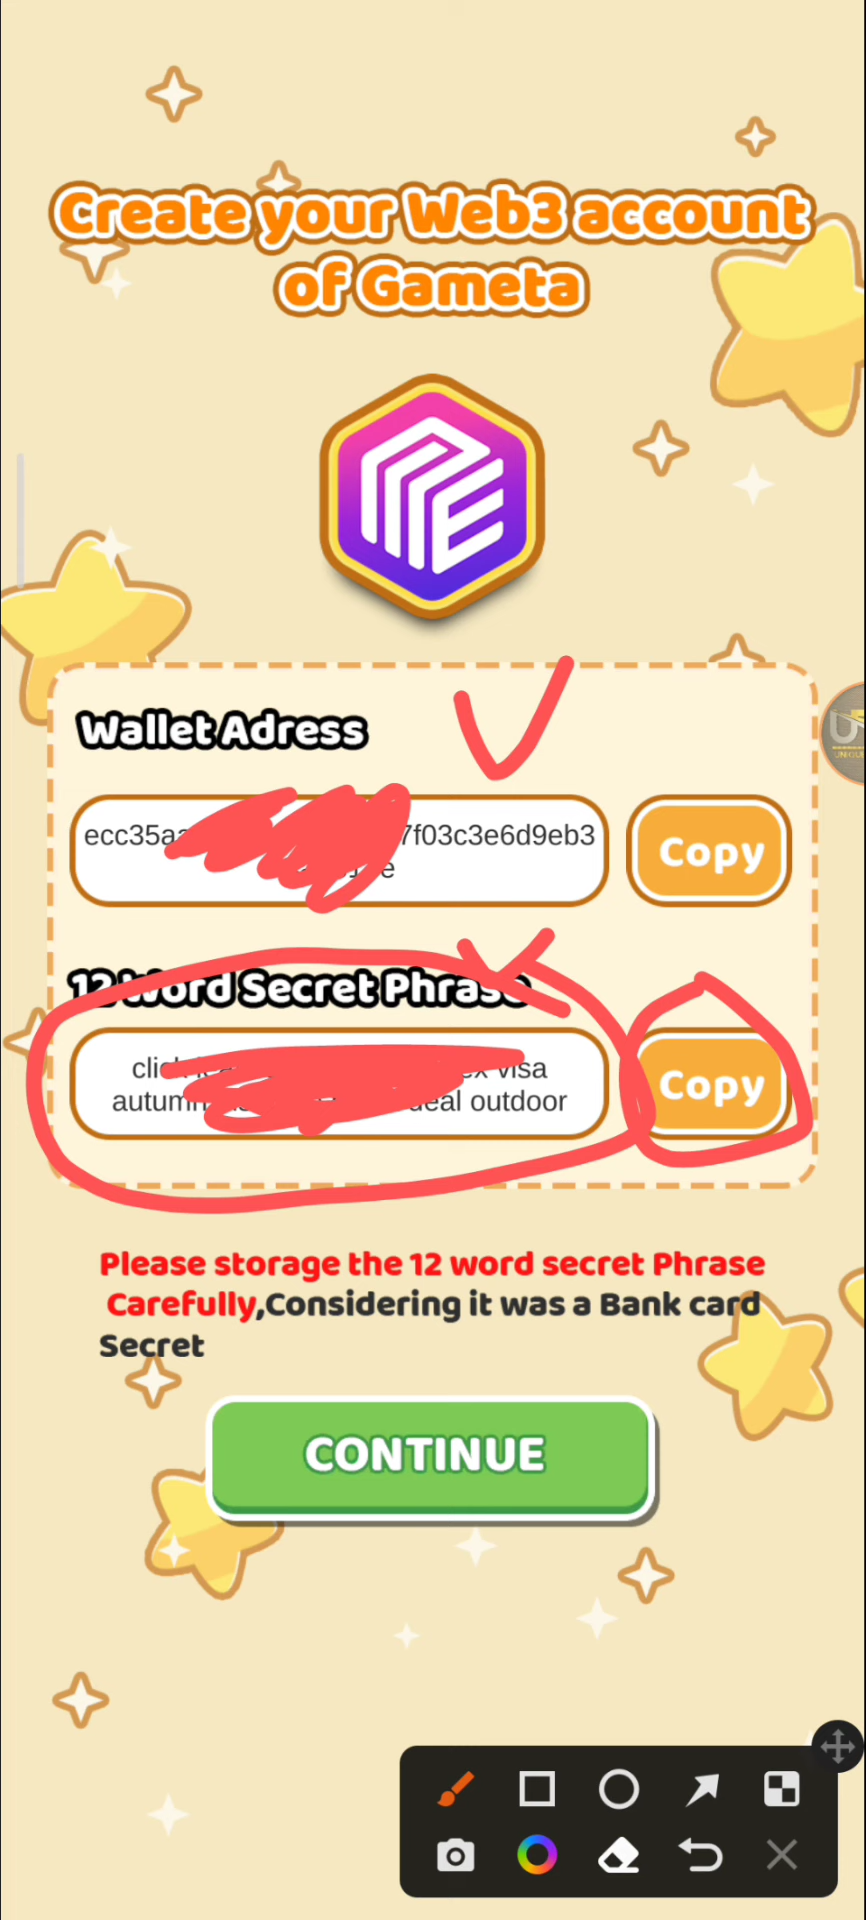 Create your Web3 account
of Gameta
Wallet Adress
ecc35a 7f03c3e6d9eb3
Copy
12 Word Secret Phrase
visa
outdoor
Copy
Please storage the 12 word secret Phrase
Carefully,Considering it was a Bank card
Secret
CONTINUE